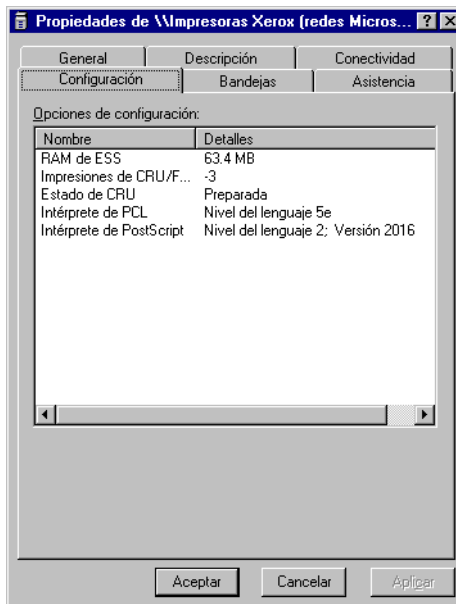 Propiedades de \\Impresoras Xerox (redes Micros...
General Descripción Conectividad
Configuración Bandejas Asistencia
Opciones de configuración:
Nombre Detalles
RAM de ESS 63.4 MB
Impresiones de CRU/F... -3
Estado de CRU Preparada
Intérprete de PCL Nivel del lenguaje 5e
Intérprete de PostScript Nivel del lenguaje 2; Versión 2016
Aceptar Cancelar Aplicar